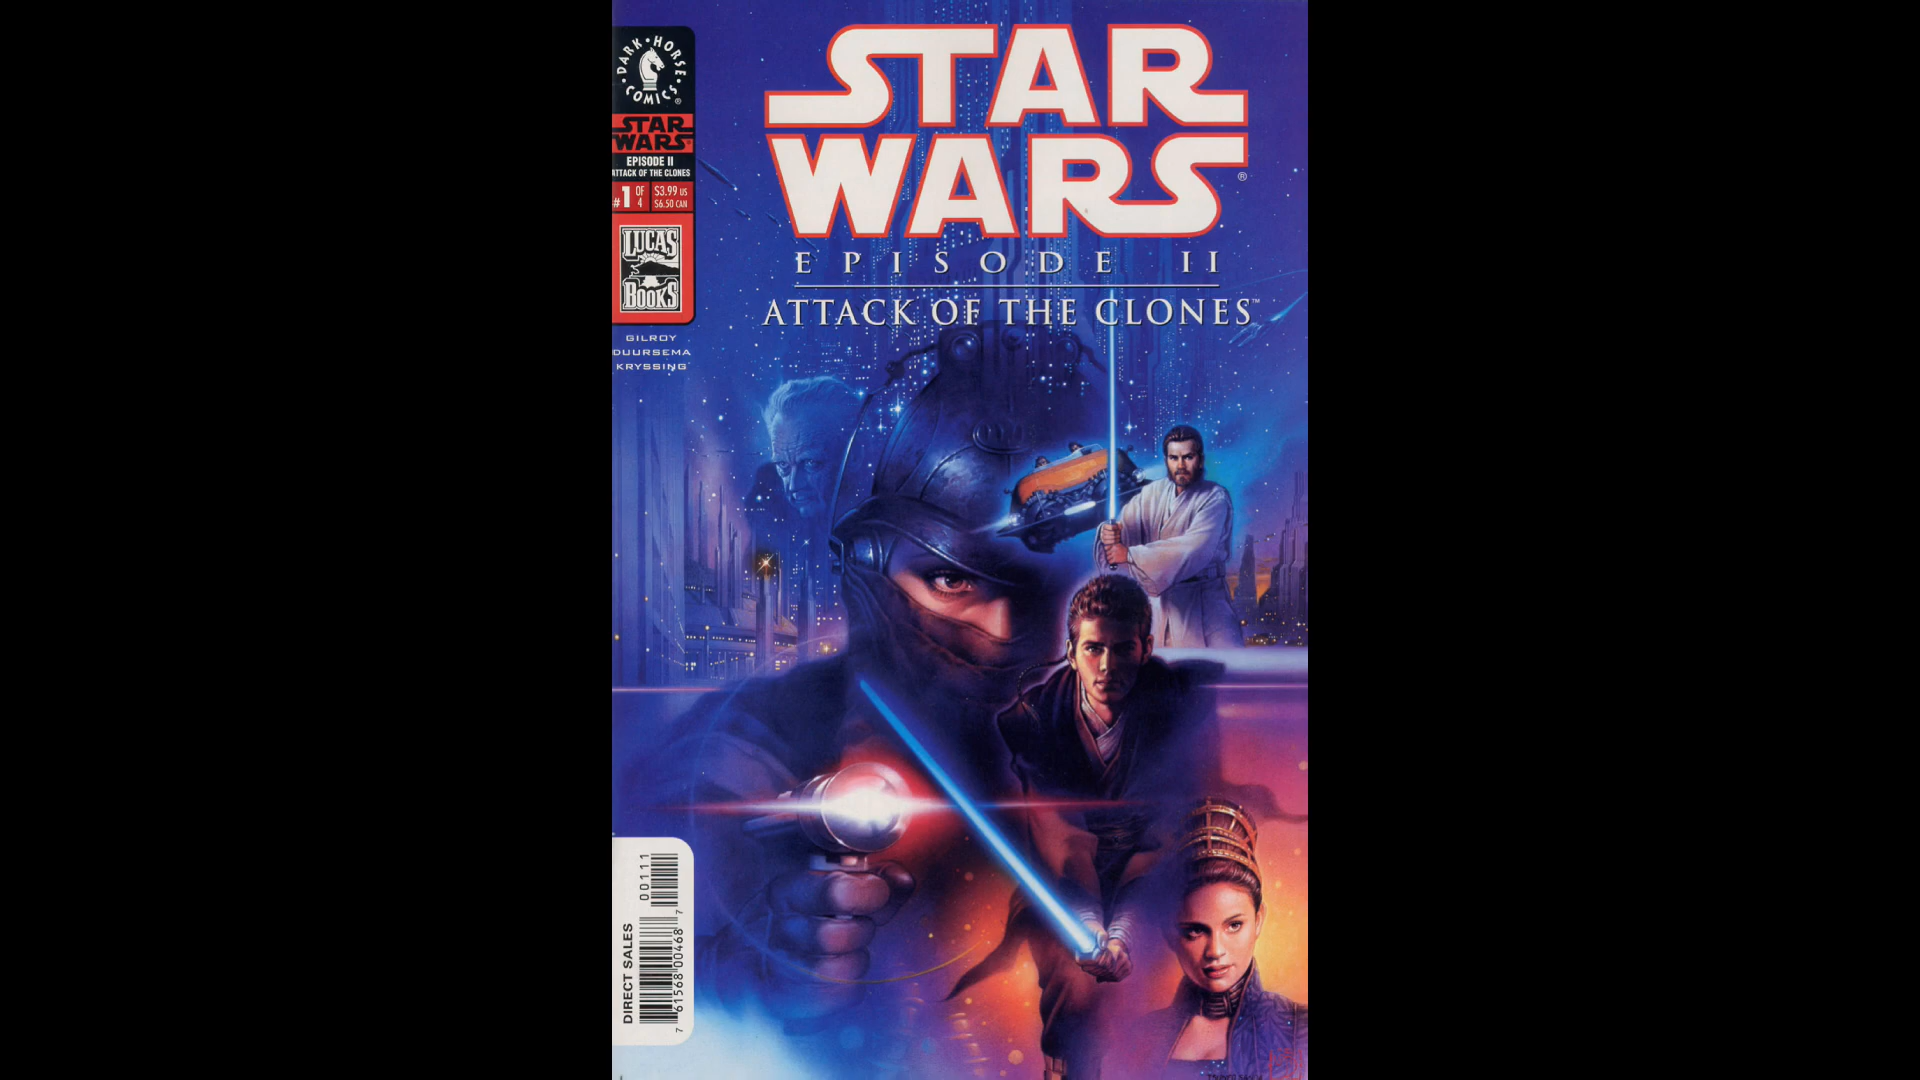 DARK HORSE COMICS®
STAR
WARS®
EPISODE II
ATTACK OF THE CLONES
#1 OF 4
$3.99 US
$6.50 CAN
LUCAS
BOOKS
GILROY
DUURSEMA
KRYSSING
STAR
WARS®
EPISODE II
ATTACK OF THE CLONES™
DIRECT SALES
00111
7 61568 00468 7